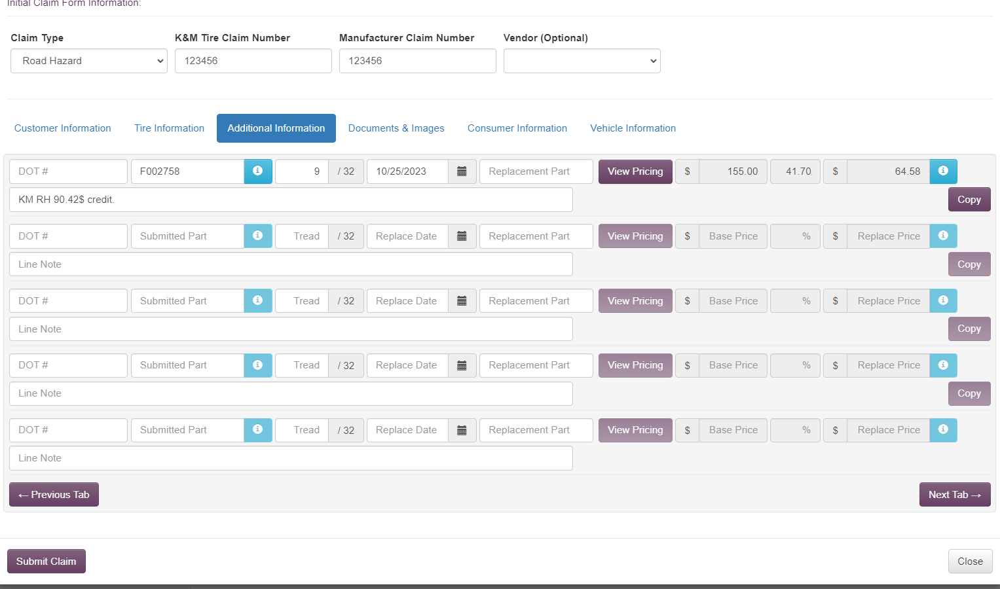 Initial Claim Form Information:
Claim Type K&M Tire Claim Number Manufacturer Claim Number Vendor (Optional)
Road Hazard 123456 123456
Customer Information Tire Information Additional Information Documents & Images Consumer Information Vehicle Information
DOT # F002758 9 / 32 10/25/2023 Replacement Part View Pricing $ 155.00 41.70 $ 64.58
KM RH 90.42$ credit. Copy
DOT # Submitted Part Tread / 32 Replace Date Replacement Part View Pricing $ Base Price % $ Replace Price
Line Note Copy
DOT # Submitted Part Tread / 32 Replace Date Replacement Part View Pricing $ Base Price % $ Replace Price
Line Note Copy
DOT # Submitted Part Tread / 32 Replace Date Replacement Part View Pricing $ Base Price % $ Replace Price
Line Note Copy
DOT # Submitted Part Tread / 32 Replace Date Replacement Part View Pricing $ Base Price % $ Replace Price
Line Note
← Previous Tab Next Tab →
Submit Claim Close